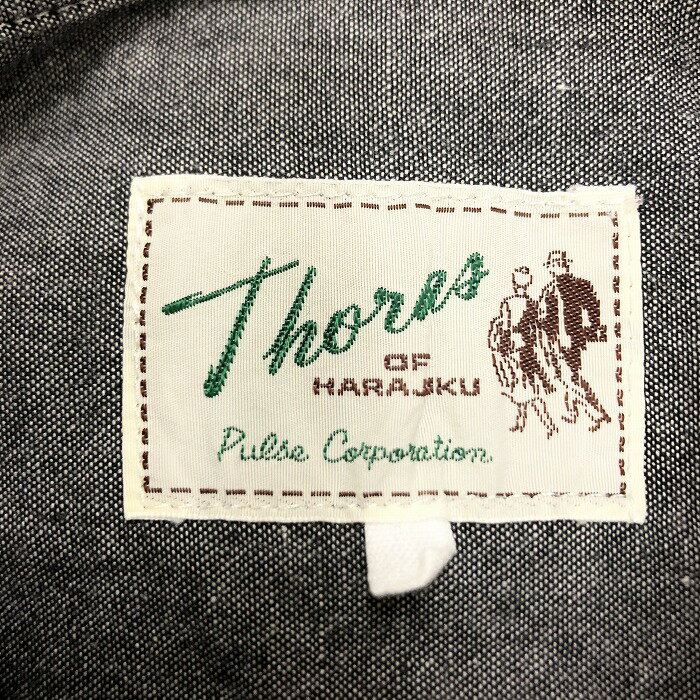 Thores
OF
HARAJKU
Pulse Corporation